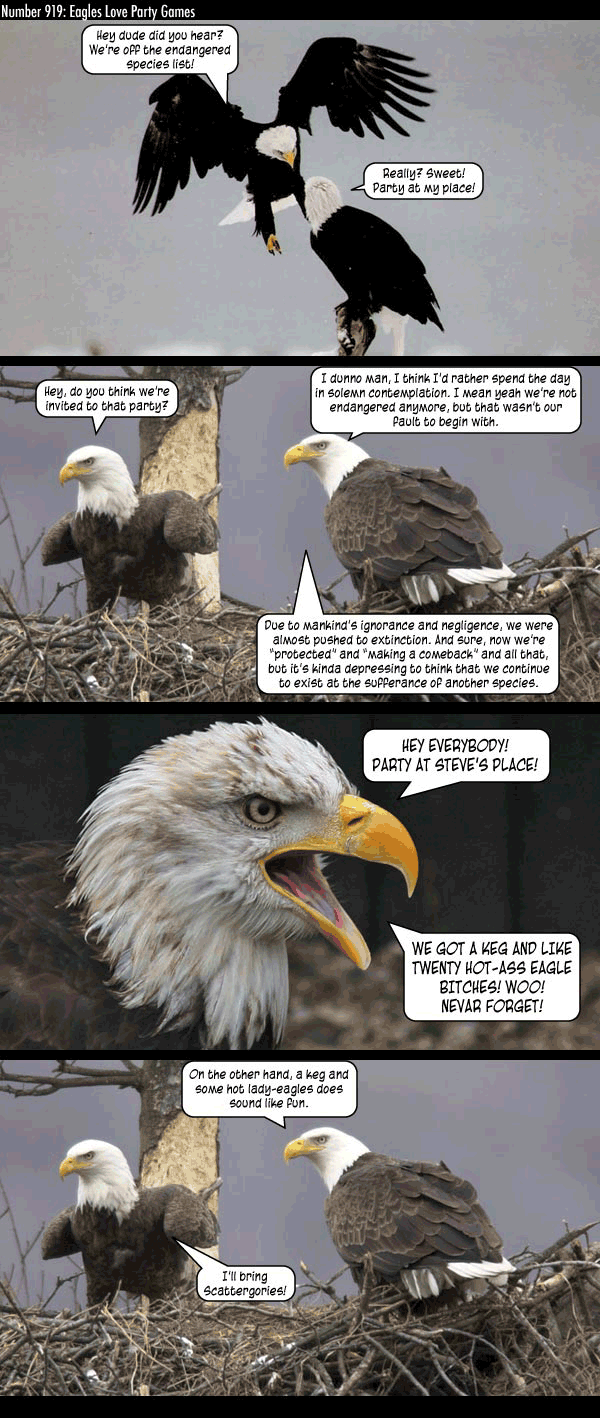 Number 919: Eagles Love Party Games
Hey dude did you hear?
We're off the endangered
species list!
Really? Sweet!
Party at my place!
Hey, do you think we're
invited to that party?
I dunno man, I think I'd rather spend the day
in solemn contemplation. I mean yeah we're not
endangered anymore, but that wasn't our
fault to begin with.
Due to mankind's ignorance and negligence, we were
almost pushed to extinction. And sure, now we're
"protected" and "making a comeback" and all that,
but it's kinda depressing to think that we continue
to exist at the sufferance of another species.
HEY EVERYBODY!
PARTY AT STEVE'S PLACE!
WE GOT A KEG AND LIKE
TWENTY HOT-ASS EAGLE
BITCHES! WOO!
NEVAR FORGET!
On the other hand, a keg and
some hot lady-eagles does
sound like fun.
I'll bring
Scattergories!